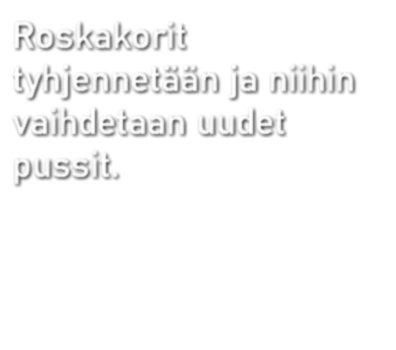 Roskakorit
tyhjennetään ja niihin
vaihdetaan uudet
pussit.